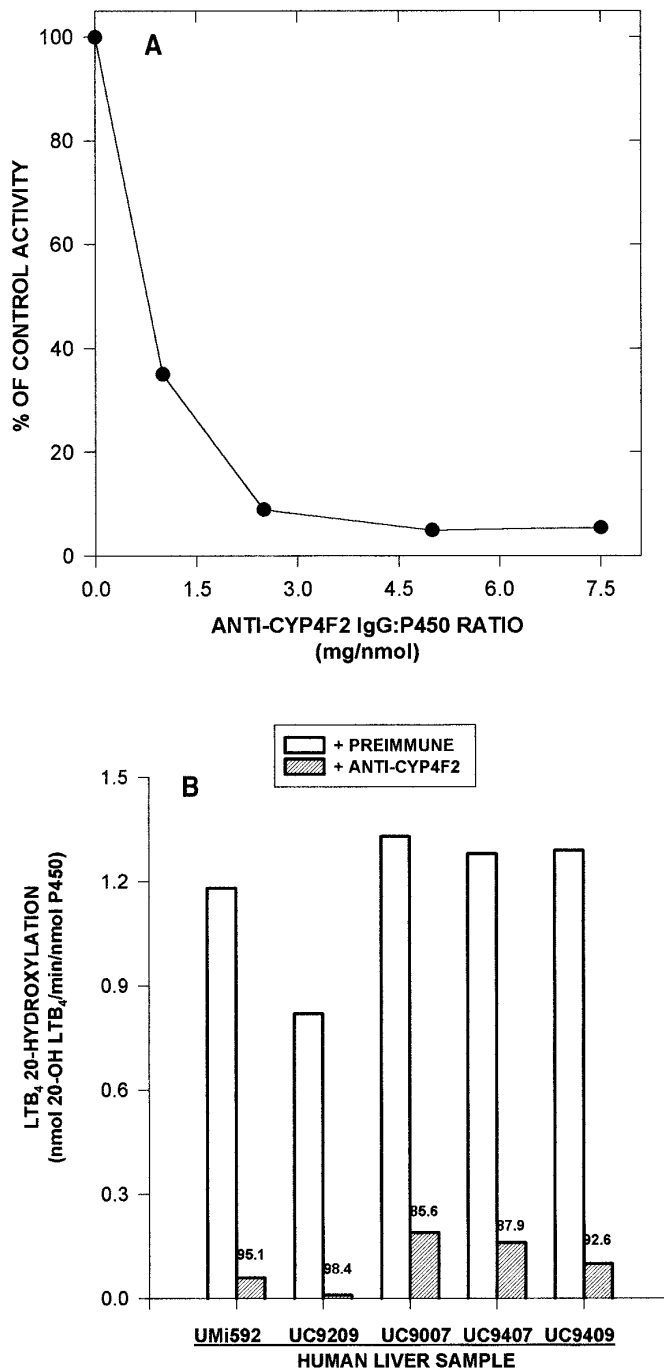 A
100
80
60
40
20
0
% OF CONTROL ACTIVITY
0.0 1.5 3.0 4.5 6.0 7.5
ANTI-CYP4F2 IgG:P450 RATIO
(mg/nmol)
+ PREIMMUNE
+ ANTI-CYP4F2
B
1.5
1.2
0.9
0.6
0.3
0.0
LTB₄ 20-HYDROXYLATION
(nmol 20-OH LTB₄/min/nmol P450)
95.1 98.4 85.6 87.9 92.6
UMi592 UC9209 UC9007 UC9407 UC9409
HUMAN LIVER SAMPLE